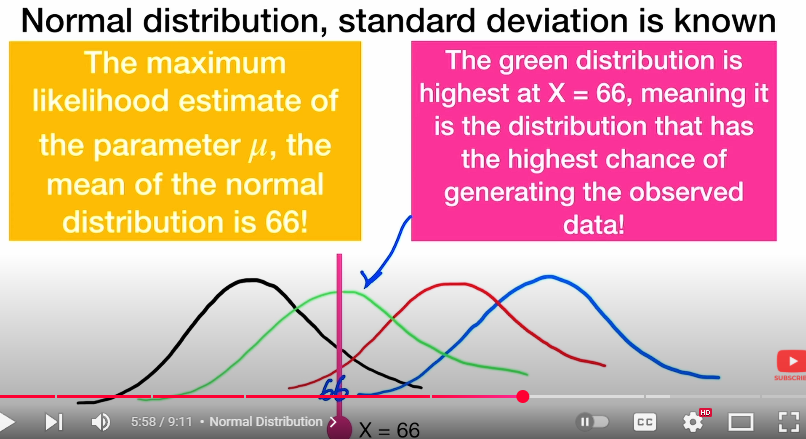 Normal distribution, standard deviation is known
The maximum
likelihood estimate of
the parameter μ, the
mean of the normal
distribution is 66!
The green distribution is
highest at X = 66, meaning it
is the distribution that has
the highest chance of
generating the observed
data!
66
SUBSCRIBE
5:58 / 9:11 • Normal Distribution >
CC
HD
X = 66